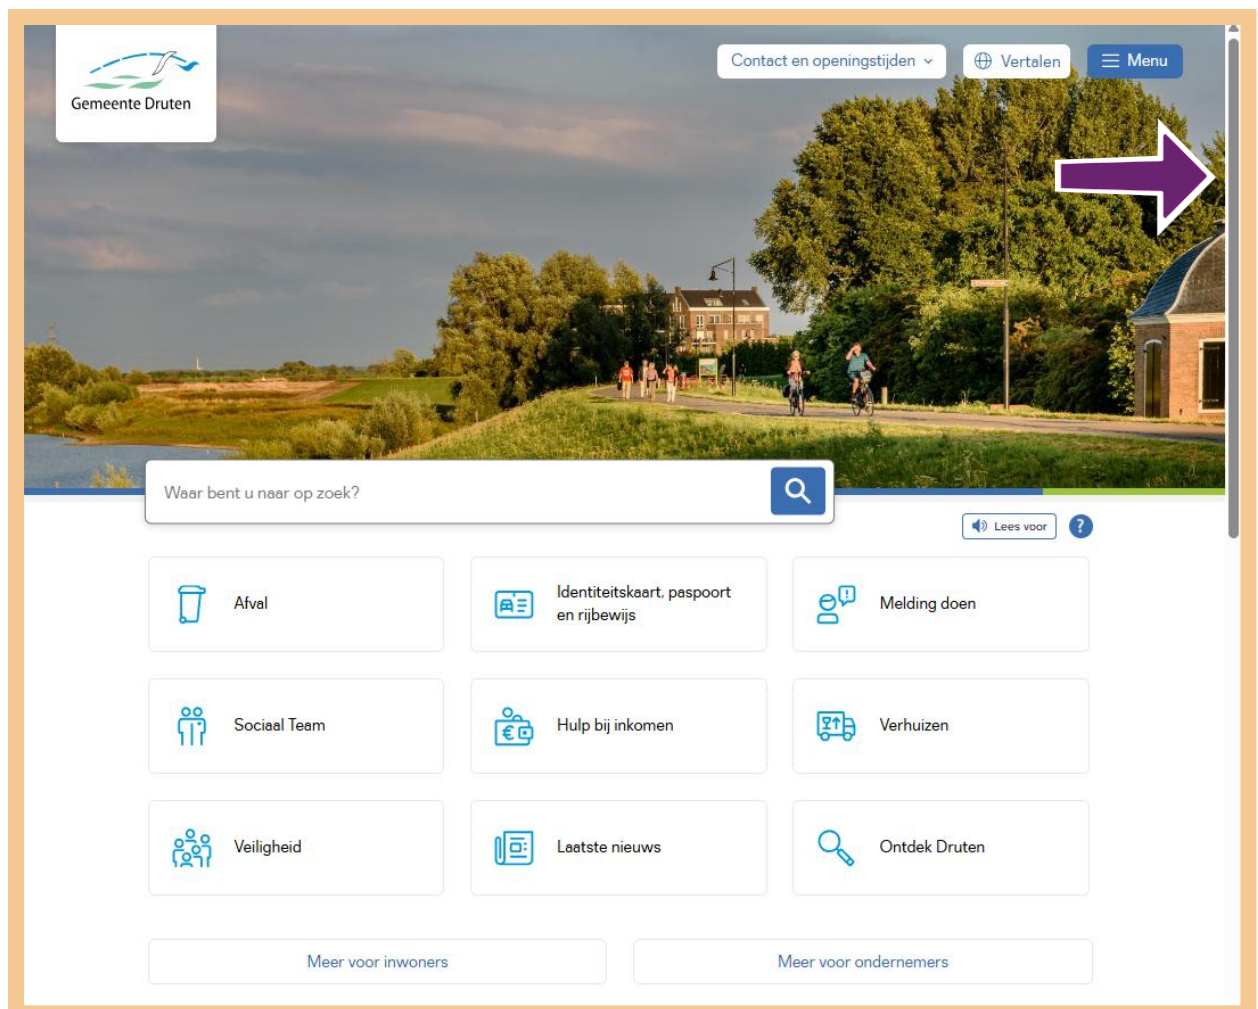 Gemeente Druten
Contact en openingstijden
Vertalen
Menu
Waar bent u naar op zoek?
Lees voor
?
Afval
Identiteitskaart, paspoort
en rijbewijs
Melding doen
Sociaal Team
Hulp bij inkomen
Verhuizen
Veiligheid
Laatste nieuws
Ontdek Druten
Meer voor inwoners
Meer voor ondernemers